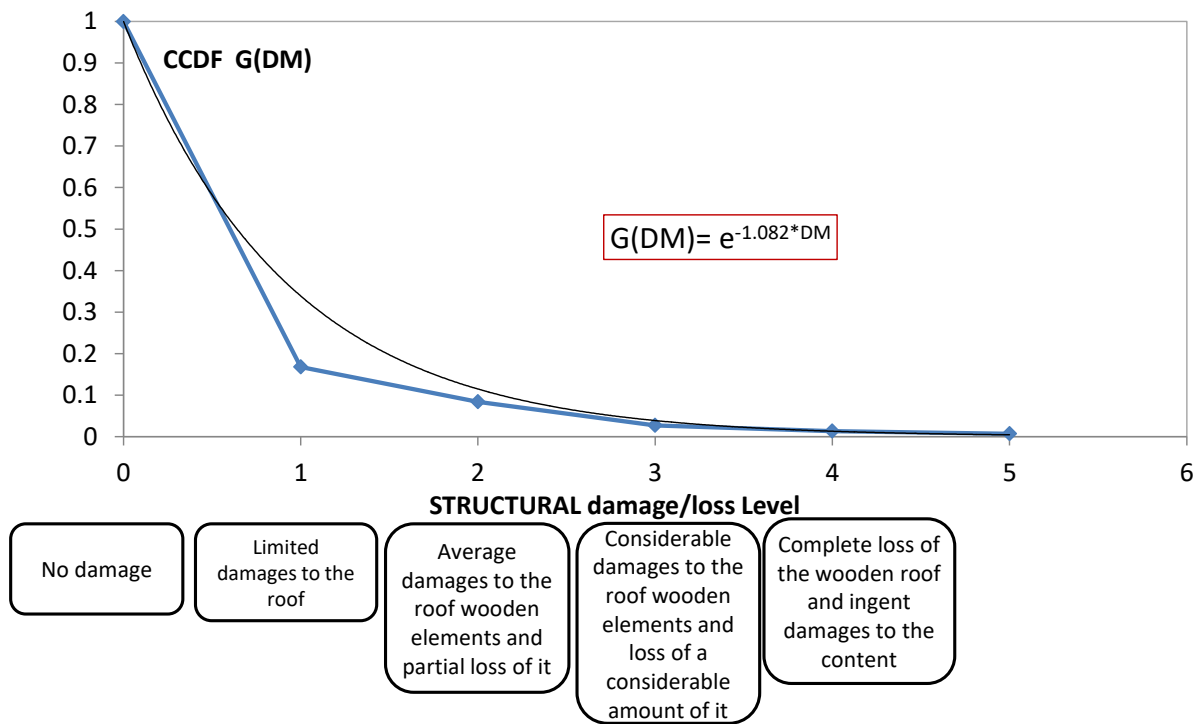 1
0.9
0.8
0.7
0.6
0.5
0.4
0.3
0.2
0.1
0
CCDF G(DM)
G(DM)= e-1.082*DM
0 1 2 3 4 5 6
STRUCTURAL damage/loss Level
No damage
Limited
damages to the
roof
Average
damages to the
roof wooden
elements and
partial loss of it
Considerable
damages to the
roof wooden
elements and
loss of a
considerable
amount of it
Complete loss of
the wooden roof
and ingent
damages to the
content